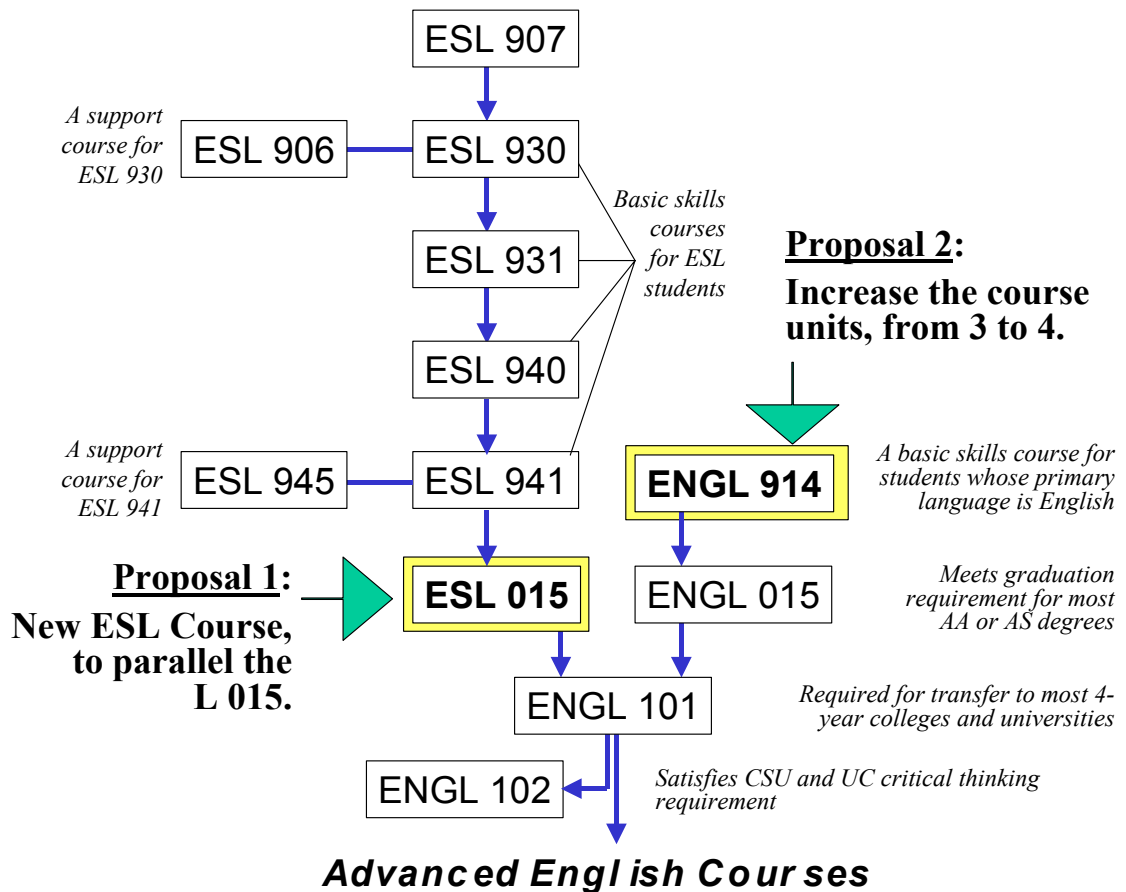 ESL 907
A support
course for
ESL 930
ESL 906
ESL 930
Basic skills
courses
for ESL
students
ESL 931
Proposal 2:
Increase the course
units, from 3 to 4.
ESL 940
A support
course for
ESL 941
ESL 945
ESL 941
ENGL 914
A basic skills course for
students whose primary
language is English
Proposal 1:
New ESL Course,
to parallel the
L 015.
ESL 015
ENGL 015
Meets graduation
requirement for most
AA or AS degrees
ENGL 101
Required for transfer to most 4-
year colleges and universities
ENGL 102
Satisfies CSU and UC critical thinking
requirement
Advanced English Courses